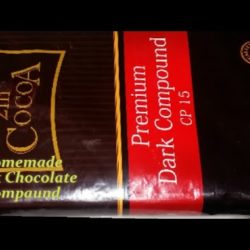 COCOA
Premium
Dark Compound
CP 15
omemade
Chocolate
ompaund